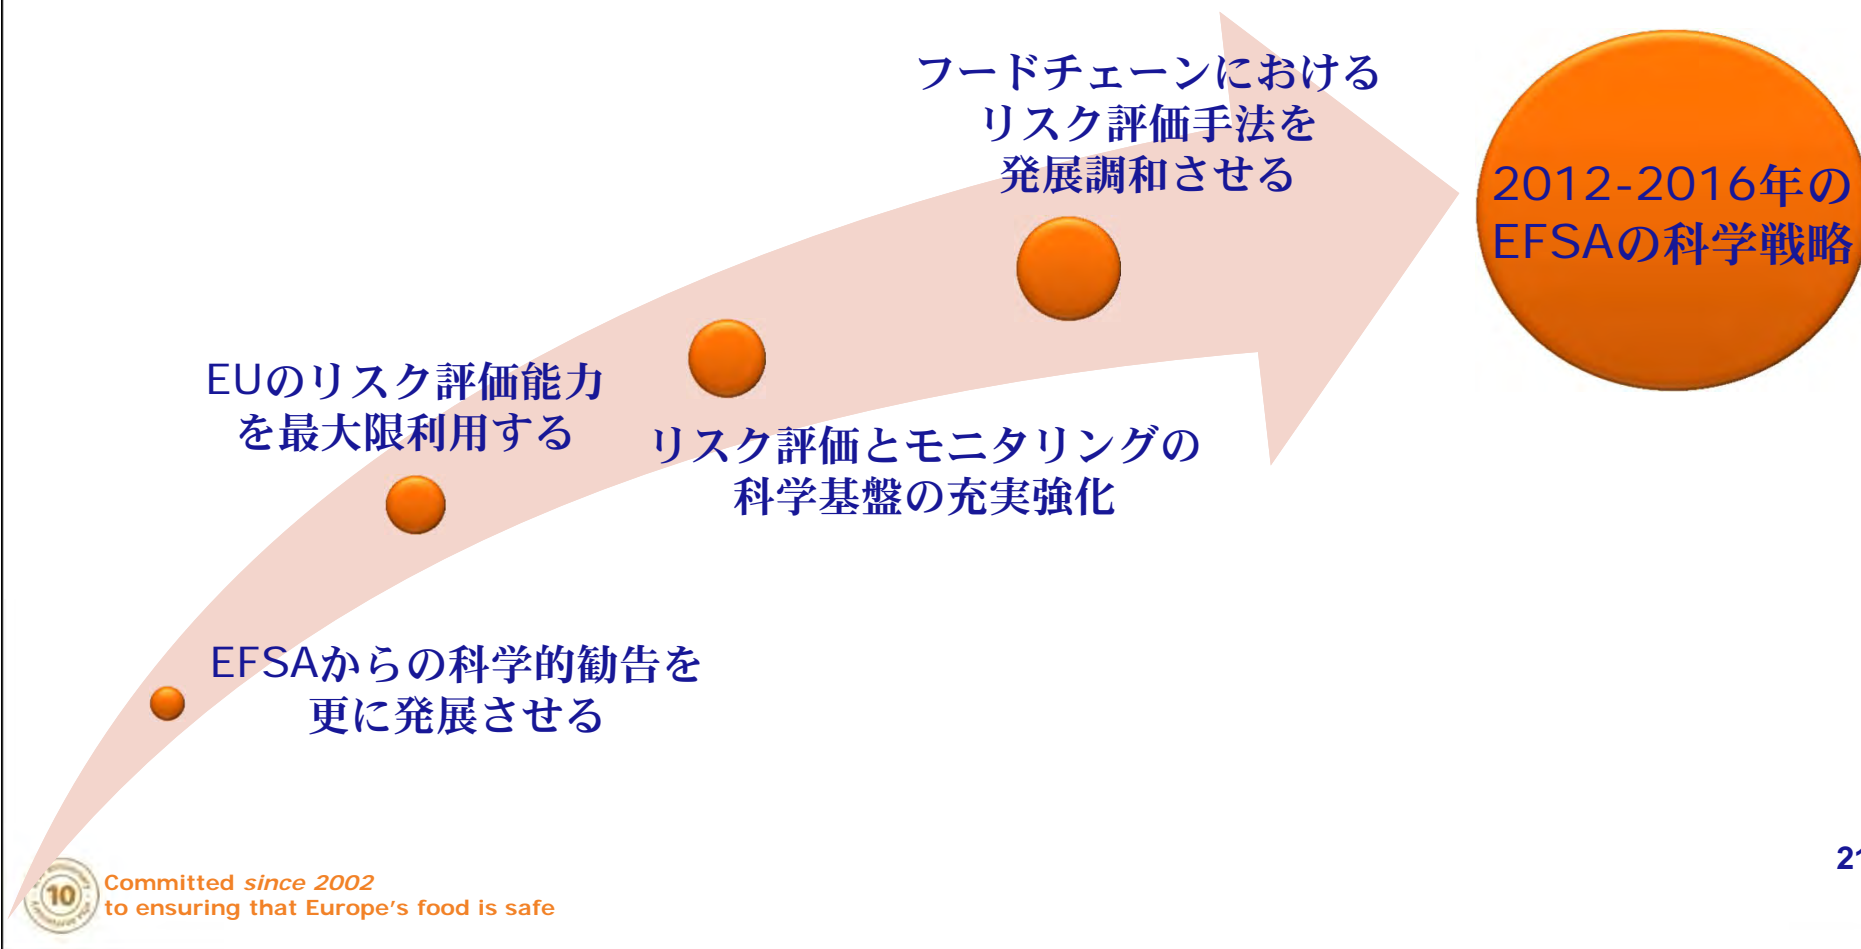 フードチェーンにおける
リスク評価手法を
発展調和させる
2012-2016年の
EFSAの科学戦略
EUのリスク評価能力
を最大限利用する
リスク評価とモニタリングの
科学基盤の充実強化
EFSAからの科学的勧告を
更に発展させる
10
Committed since 2002
to ensuring that Europe's food is safe
21